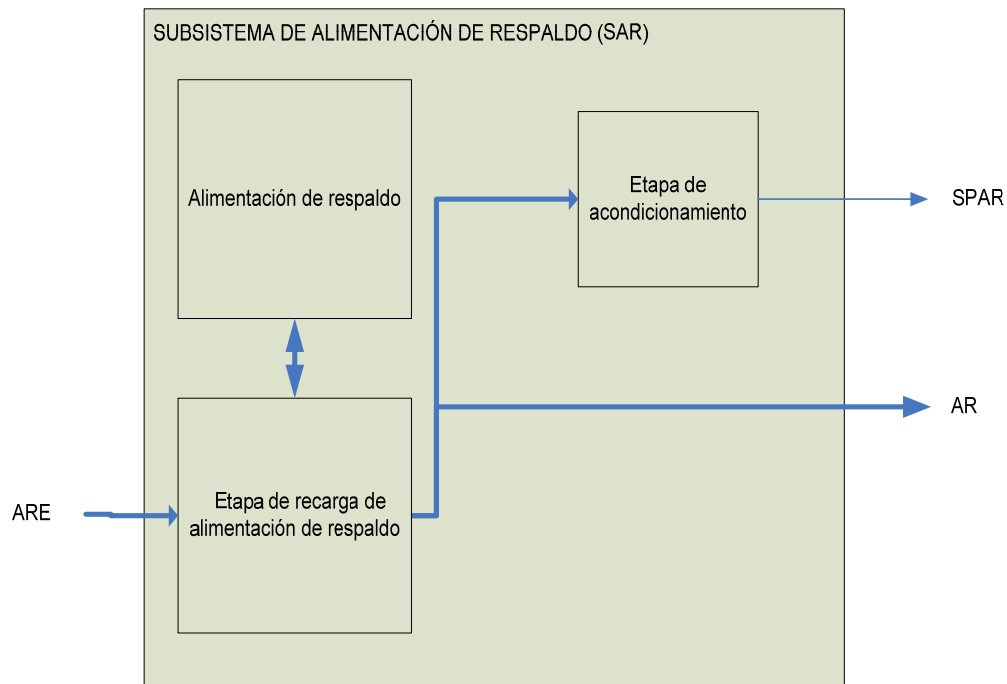 SUBSISTEMA DE ALIMENTACIÓN DE RESPALDO (SAR)
Alimentación de respaldo
Etapa de
acondicionamiento
SPAR
AR
Etapa de recarga de
alimentación de respaldo
ARE